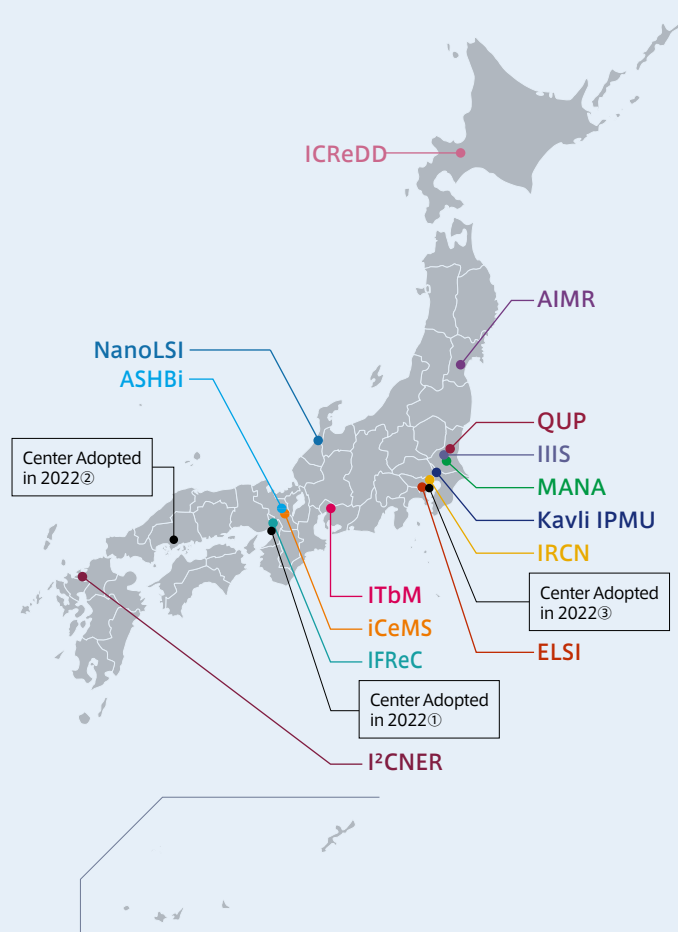 ICReDD
AIMR
NanoLSI
ASHBi
QUP
Center Adopted
in 2022②
IIIS
MANA
Kavli IPMU
IRCN
Center Adopted
in 2022③
ITbM
iCeMS
ELSI
IFReC
Center Adopted
in 2022①
I²CNER